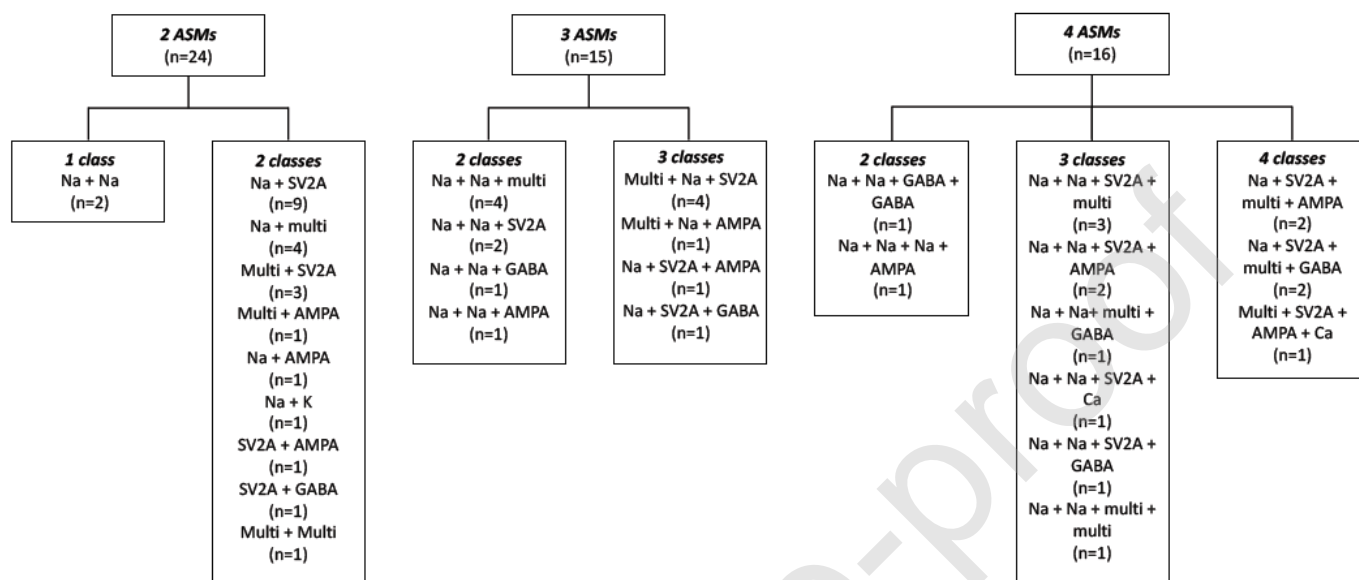 2 ASMs
(n=24)
1 class
Na + Na
(n=2)
2 classes
Na + SV2A
(n=9)
Na + multi
(n=4)
Multi + SV2A
(n=3)
Multi + AMPA
(n=1)
Na + AMPA
(n=1)
Na + K
(n=1)
SV2A + AMPA
(n=1)
SV2A + GABA
(n=1)
Multi + Multi
(n=1)
3 ASMs
(n=15)
2 classes
Na + Na + multi
(n=4)
Na + Na + SV2A
(n=2)
Na + Na + GABA
(n=1)
Na + Na + AMPA
(n=1)
3 classes
Multi + Na + SV2A
(n=4)
Multi + Na + AMPA
(n=1)
Na + SV2A + AMPA
(n=1)
Na + SV2A + GABA
(n=1)
4 ASMs
(n=16)
2 classes
Na + Na + GABA +
GABA
(n=1)
Na + Na + Na +
AMPA
(n=1)
3 classes
Na + Na + SV2A +
multi
(n=3)
Na + Na + SV2A +
AMPA
(n=2)
Na + Na+ multi +
GABA
(n=1)
Na + Na + SV2A +
Ca
(n=1)
Na + Na + SV2A +
GABA
(n=1)
Na + Na + multi +
multi
(n=1)
4 classes
Na + SV2A +
multi + AMPA
(n=2)
Na + SV2A +
multi + GABA
(n=2)
Multi + SV2A +
AMPA + Ca
(n=1)
-proof